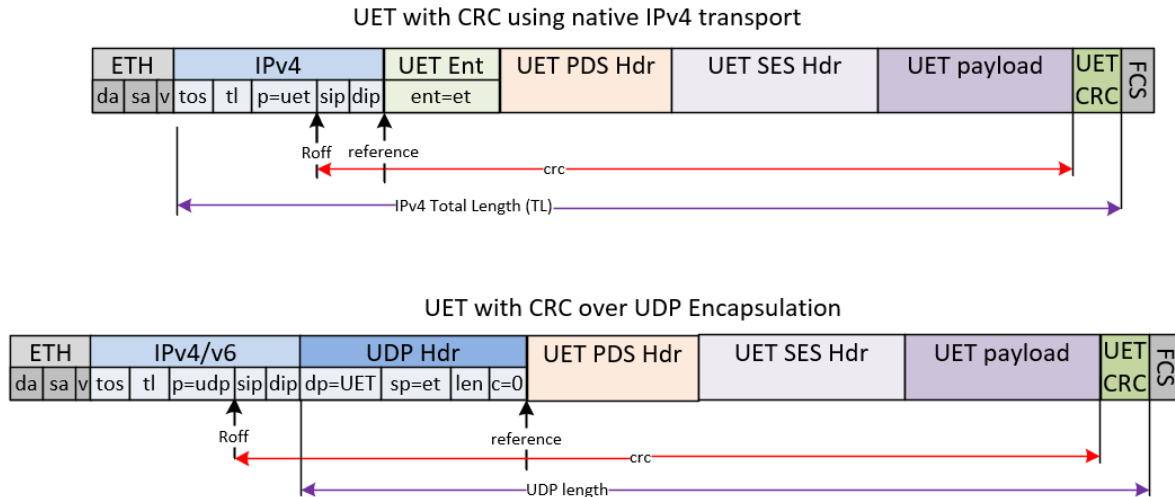 UET with CRC using native IPv4 transport
ETH IPv4 UET Ent UET PDS Hdr UET SES Hdr UET payload UET CRC FCS
da sa v tos tl p=uet sip dip ent=et
Roff reference
crc
IPv4 Total Length (TL)
UET with CRC over UDP Encapsulation
ETH IPv4/v6 UDP Hdr UET PDS Hdr UET SES Hdr UET payload UET CRC FCS
da sa v tos tl p=udp sip dip dp=UET sp=et len c=0
Roff reference
crc
UDP length